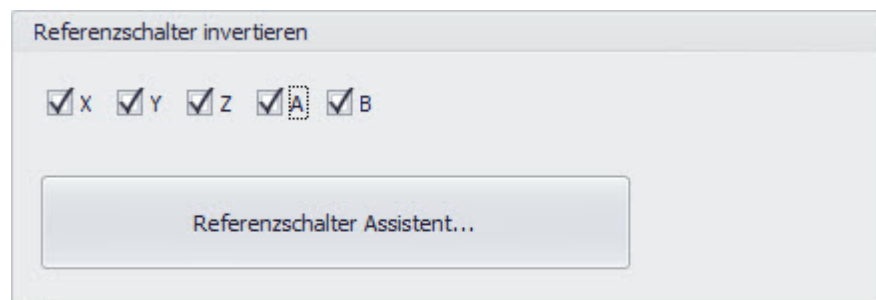 Referenzschalter invertieren
X Y Z A B
Referenzschalter Assistent...